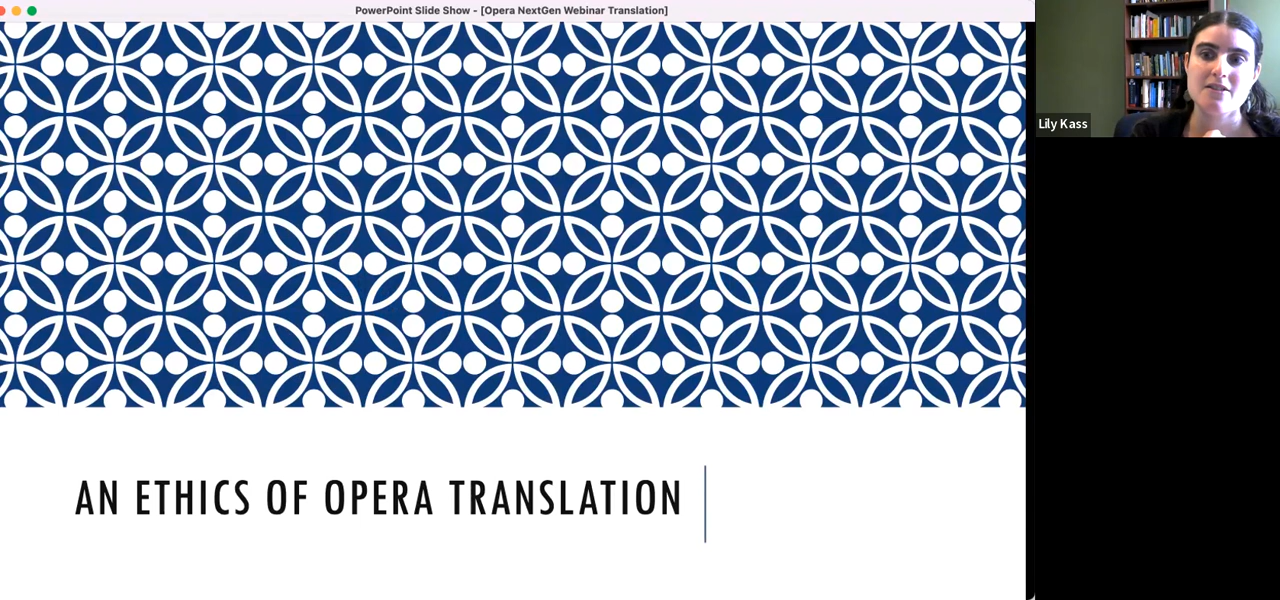 PowerPoint Slide Show - [Opera NextGen Webinar Translation]
Lily Kass
AN ETHICS OF OPERA TRANSLATION